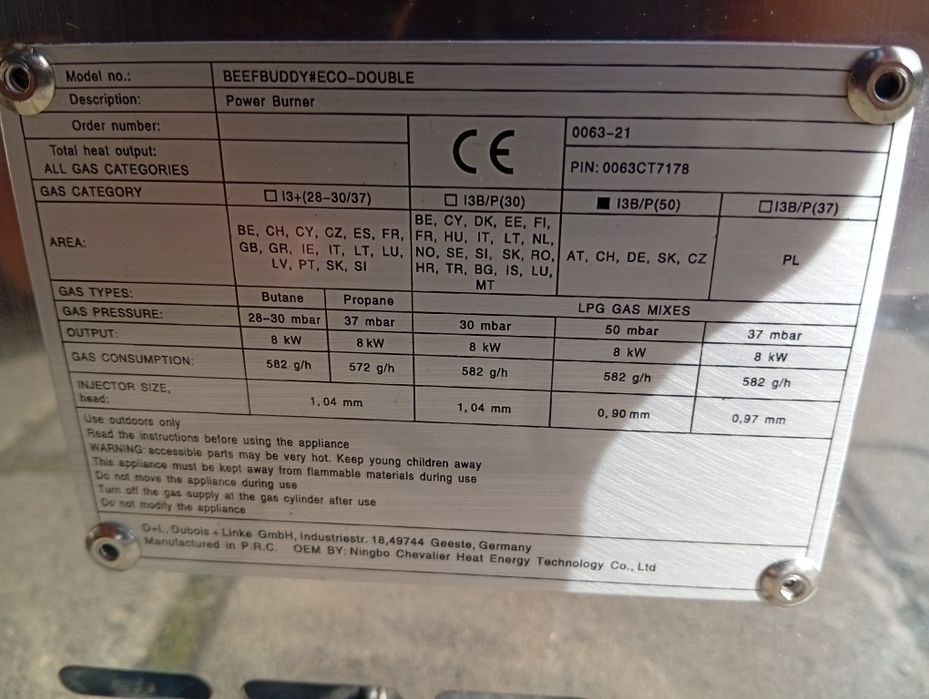 Model no.: BEEFBUDDY#ECO-DOUBLE
Description: Power Burner
Order number: CE 0063-21
Total heat output:
ALL GAS CATEGORIES PIN: 0063CT7178
GAS CATEGORY ☐ I3+(28-30/37) ☐ I3B/P(30) ■ I3B/P(50) ☐I3B/P(37)
AREA:
BE, CH, CY, CZ, ES, FR,
GB, GR, IE, IT, LT, LU,
LV, PT, SK, SI
BE, CY, DK, EE, FI,
FR, HU, IT, LT, NL,
NO, SE, SI, SK, RO,
HR, TR, BG, IS, LU,
MT
AT, CH, DE, SK, CZ
PL
GAS TYPES: Butane Propane LPG GAS MIXES
GAS PRESSURE: 28-30 mbar 37 mbar 30 mbar 50 mbar 37 mbar
OUTPUT: 8 kW 8kW 8 kW 8 kW 8 kW
GAS CONSUMPTION: 582 g/h 572 g/h 582 g/h 582 g/h 582 g/h
INJECTOR SIZE,
head: 1,04 mm 1,04 mm 0,90 mm 0,97 mm
Use outdoors only
Read the instructions before using the appliance
WARNING: accessible parts may be very hot. Keep young children away
This appliance must be kept away from flammable materials during use
Do not move the appliance during use
Turn off the gas supply at the gas cylinder after use
Do not modify the appliance
D+L, Dubois + Linke GmbH, Industriestr. 18,49744 Geeste, Germany
Manufactured in P.R.C. OEM BY: Ningbo Chevalier Heat Energy Technology Co., Ltd